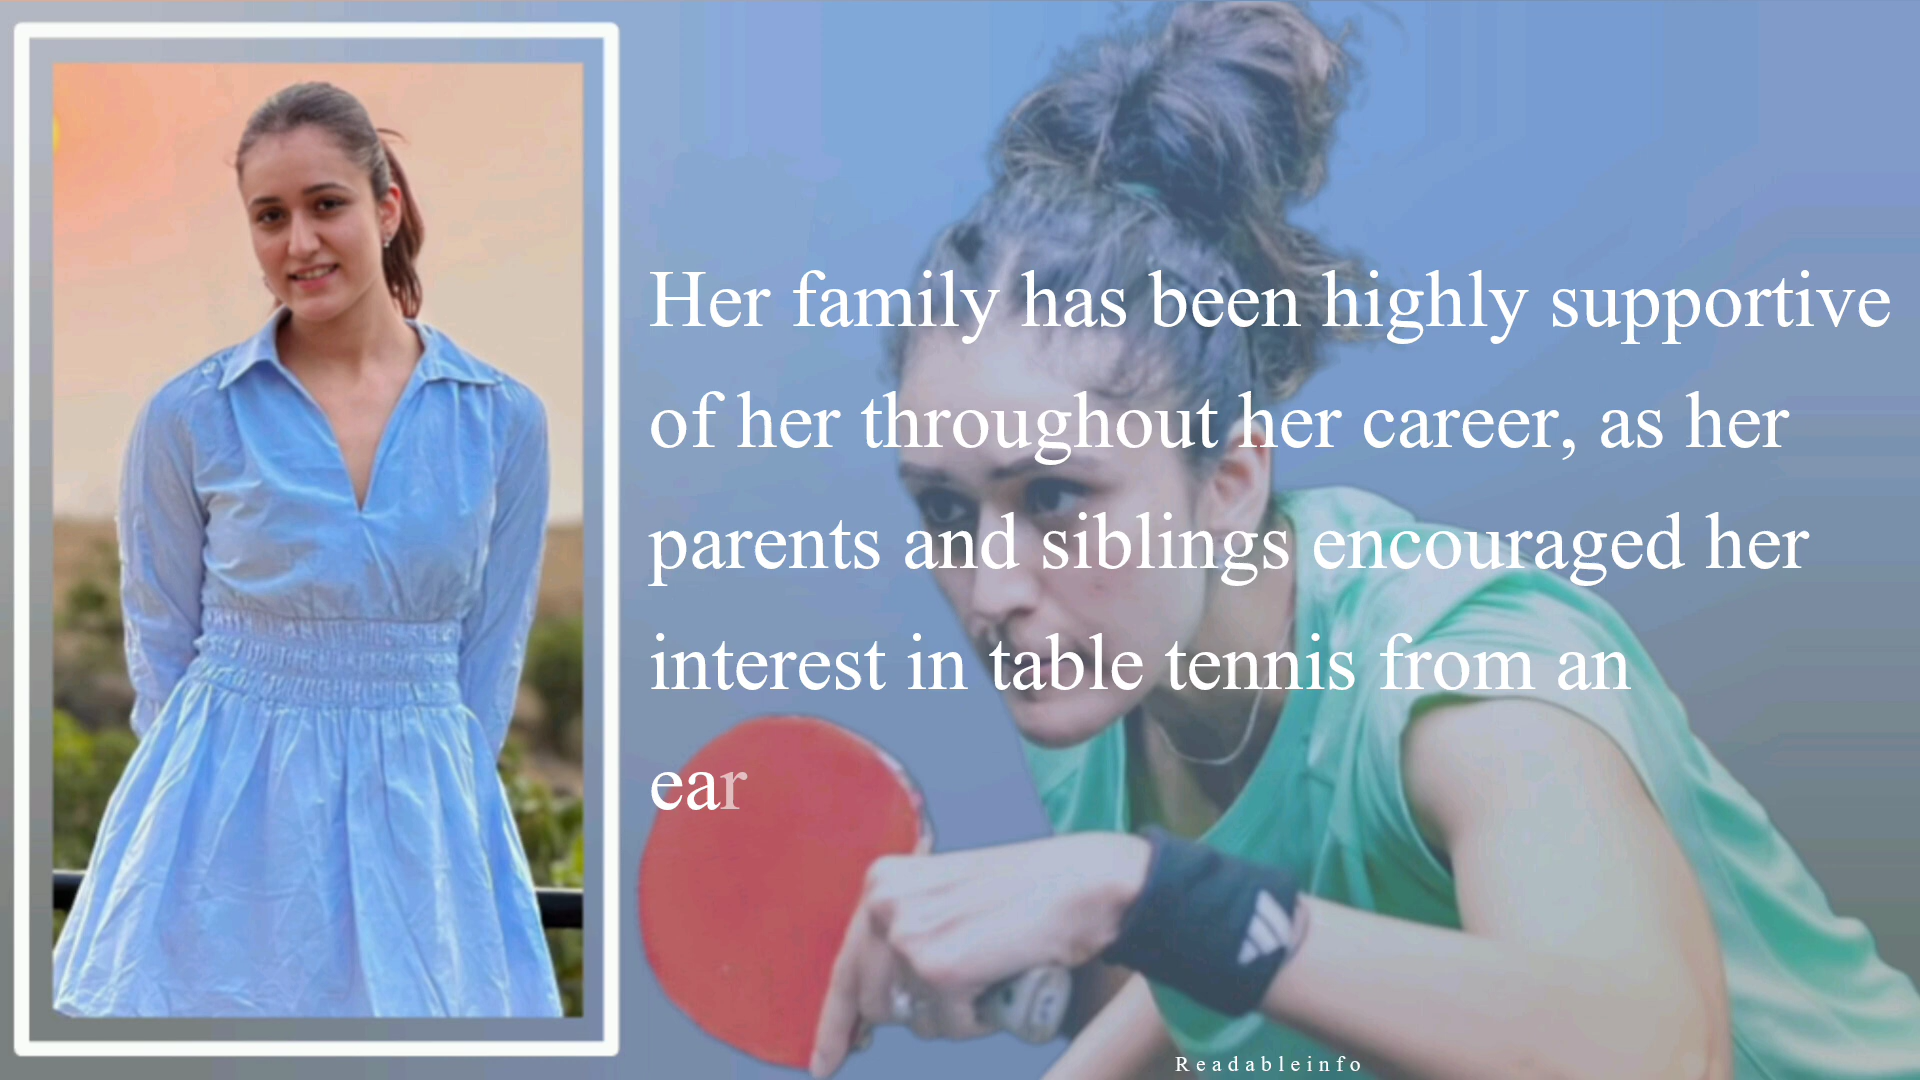 Her family has been highly supportive
of her throughout her career, as her
parents and siblings encouraged her
interest in table tennis from an
ear
Readableinfo